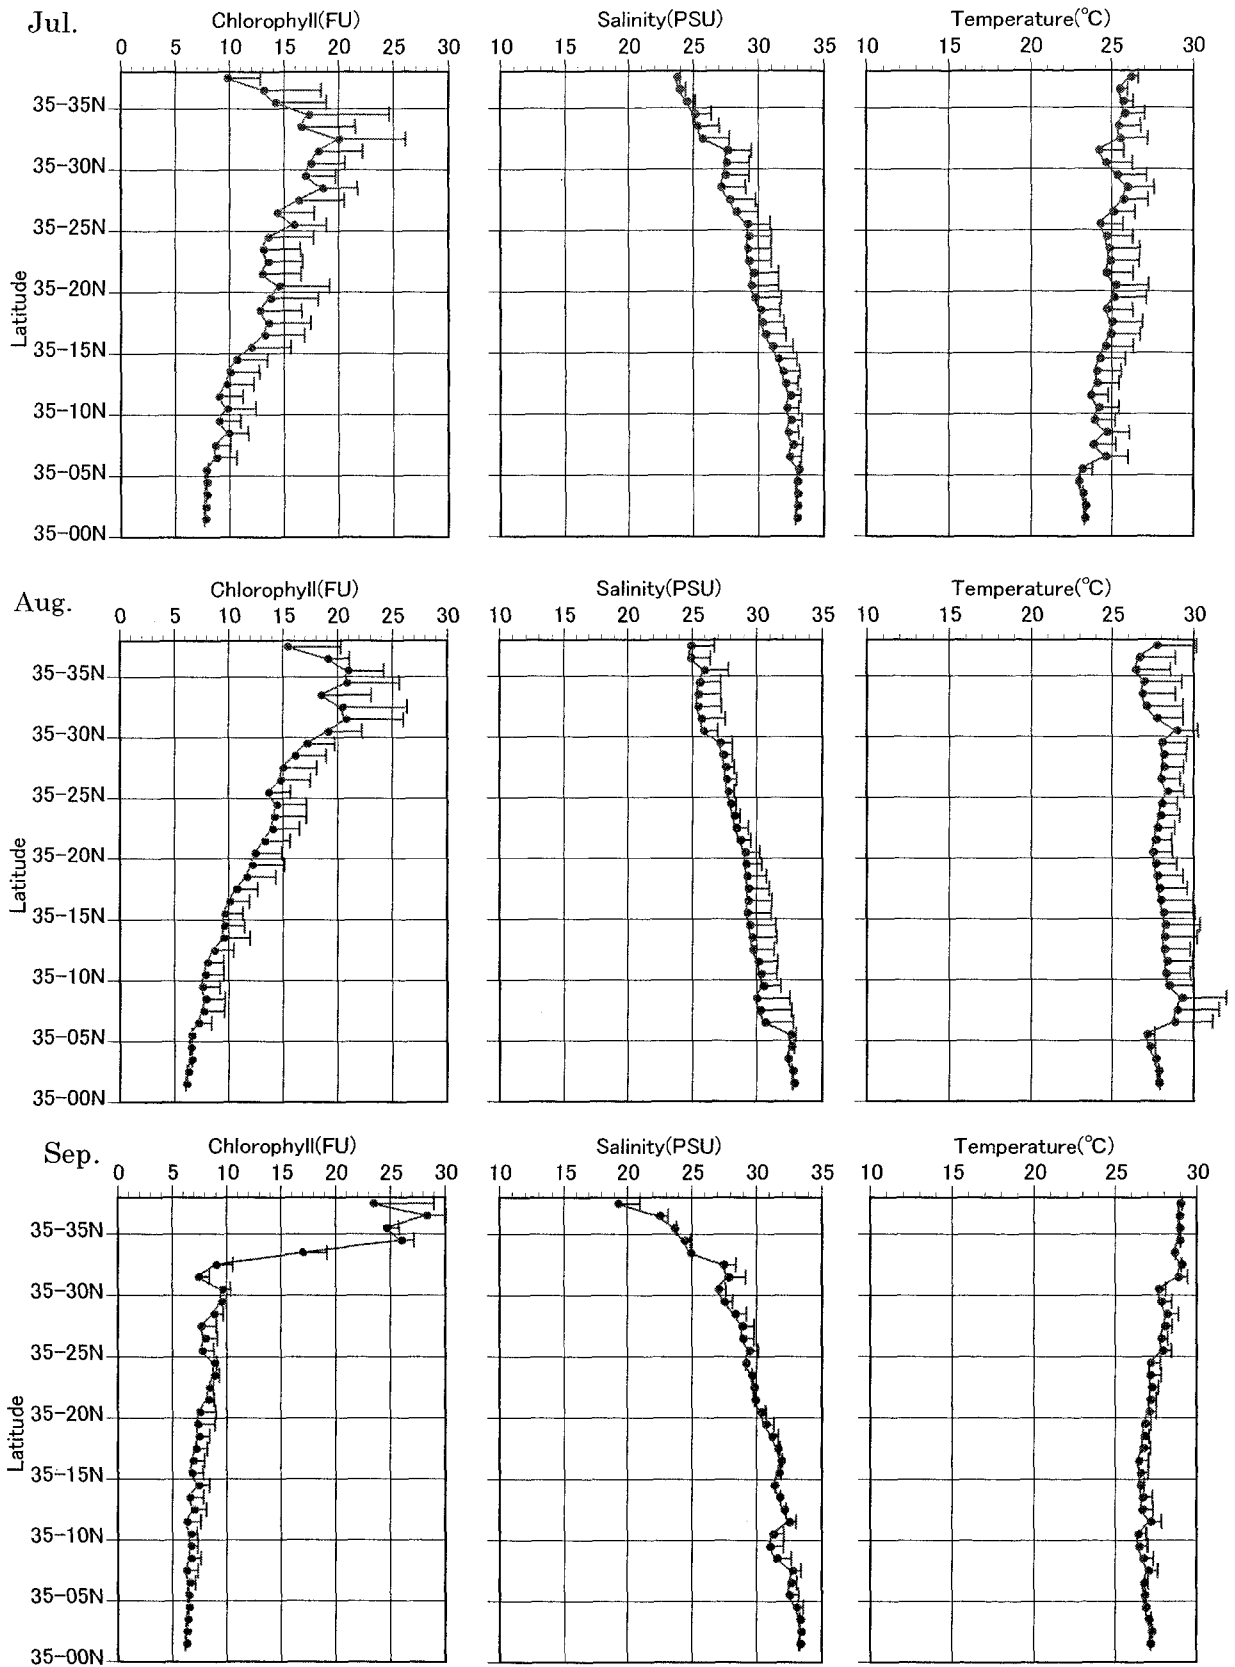 Jul.
Chlorophyll(FU) Salinity(PSU) Temperature(°C)
0 5 10 15 20 25 30 10 15 20 25 30 35 10 15 20 25 30
35-35N
35-30N
35-25N
35-20N
35-15N
35-10N
35-05N
35-00N
Latitude
Aug.
Chlorophyll(FU) Salinity(PSU) Temperature(°C)
0 5 10 15 20 25 30 10 15 20 25 30 35 10 15 20 25 30
35-35N
35-30N
35-25N
35-20N
35-15N
35-10N
35-05N
35-00N
Latitude
Sep.
Chlorophyll(FU) Salinity(PSU) Temperature(°C)
0 5 10 15 20 25 30 10 15 20 25 30 35 10 15 20 25 30
35-35N
35-30N
35-25N
35-20N
35-15N
35-10N
35-05N
35-00N
Latitude